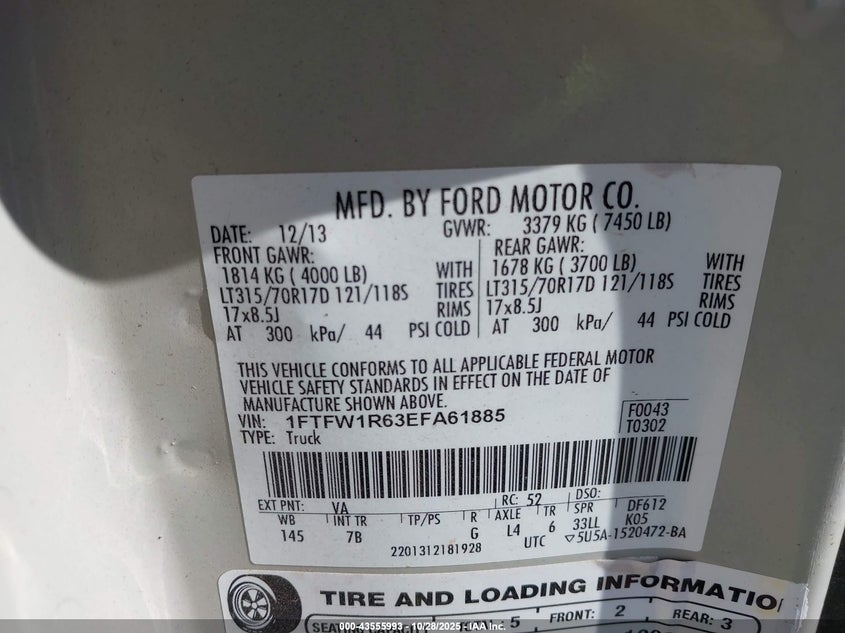 MFD. BY FORD MOTOR CO.
DATE: 12/13 GVWR: 3379 KG ( 7450 LB)
FRONT GAWR: REAR GAWR:
1814 KG ( 4000 LB) WITH 1678 KG ( 3700 LB) WITH
LT315/70R17D 121/118S TIRES LT315/70R17D 121/118S TIRES
17x8.5J RIMS 17x8.5J RIMS
AT 300 kPa/ 44 PSI COLD AT 300 kPa/ 44 PSI COLD
THIS VEHICLE CONFORMS TO ALL APPLICABLE FEDERAL MOTOR
VEHICLE SAFETY STANDARDS IN EFFECT ON THE DATE OF
MANUFACTURE SHOWN ABOVE.
VIN: 1FTFW1R63EFA61885 F0043
TYPE: Truck T0302
EXT PNT: VA RC: 52 DSO:
WB INT TR TP/PS R AXLE TR SPR DF612
145 7B G L4 6 33LL K05
2201312181928 UTC ▽5U5A-1520472-BA
TIRE AND LOADING INFORMATION
SEATING CAPACITY 5 FRONT: 2 REAR: 3
000-43555993 - 10/28/2025 - IAA Inc.